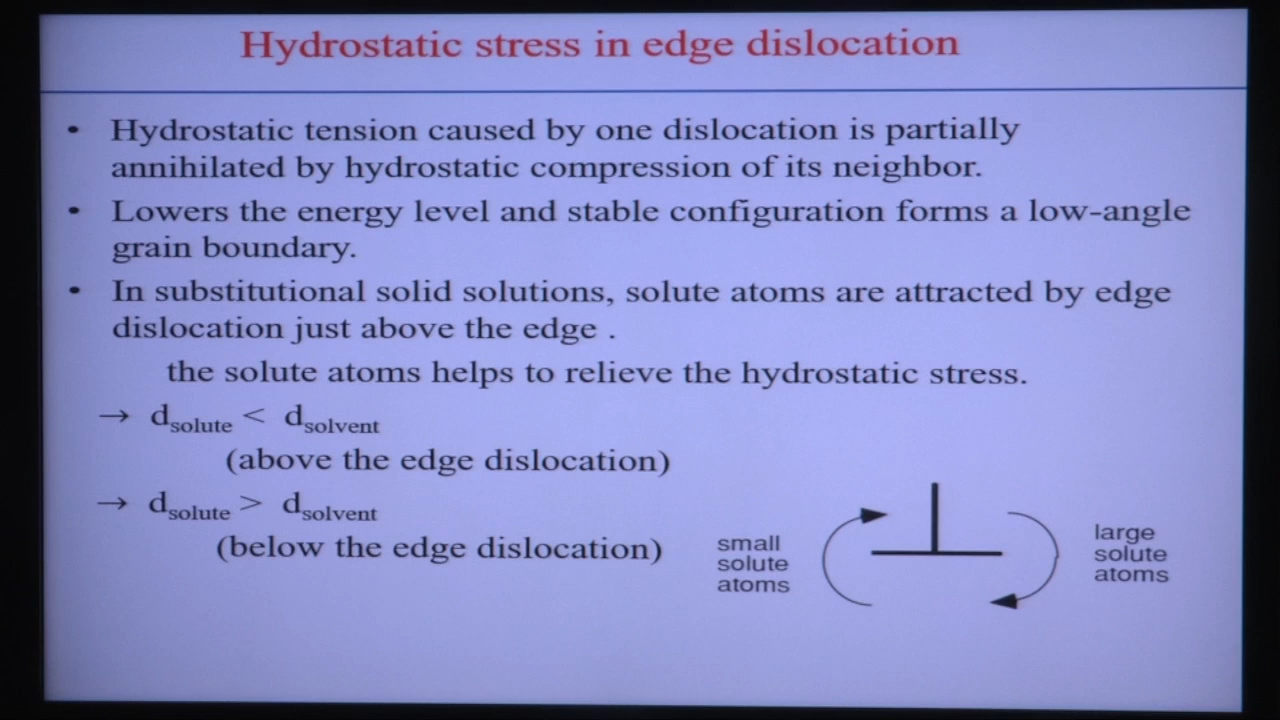 Hydrostatic stress in edge dislocation
• Hydrostatic tension caused by one dislocation is partially
annihilated by hydrostatic compression of its neighbor.
• Lowers the energy level and stable configuration forms a low-angle
grain boundary.
• In substitutional solid solutions, solute atoms are attracted by edge
dislocation just above the edge .
the solute atoms helps to relieve the hydrostatic stress.
→ dsolute < dsolvent
(above the edge dislocation)
→ dsolute > dsolvent
(below the edge dislocation)
small
solute
atoms
large
solute
atoms